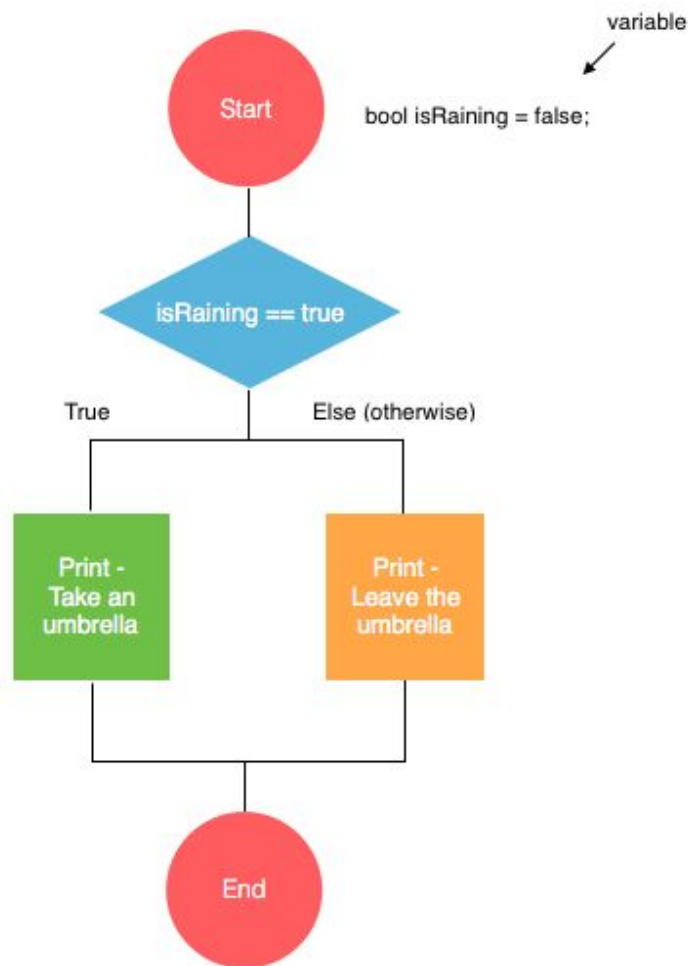 variable
Start
bool isRaining = false;
isRaining == true
True
Else (otherwise)
Print -
Take an
umbrella
Print -
Leave the
umbrella
End